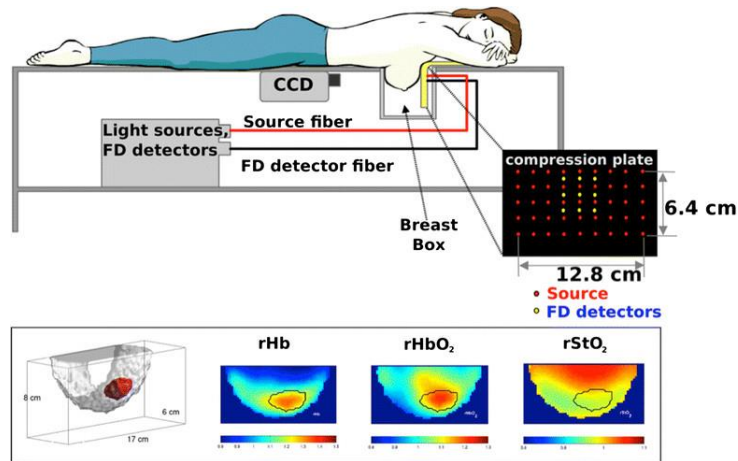 CCD
Source fiber
Light sources,
FD detectors
FD detector fiber
Breast
Box
compression plate
6.4 cm
12.8 cm
Source
FD detectors
rHb
rHbO₂
rStO₂
8 cm
6 cm
17 cm